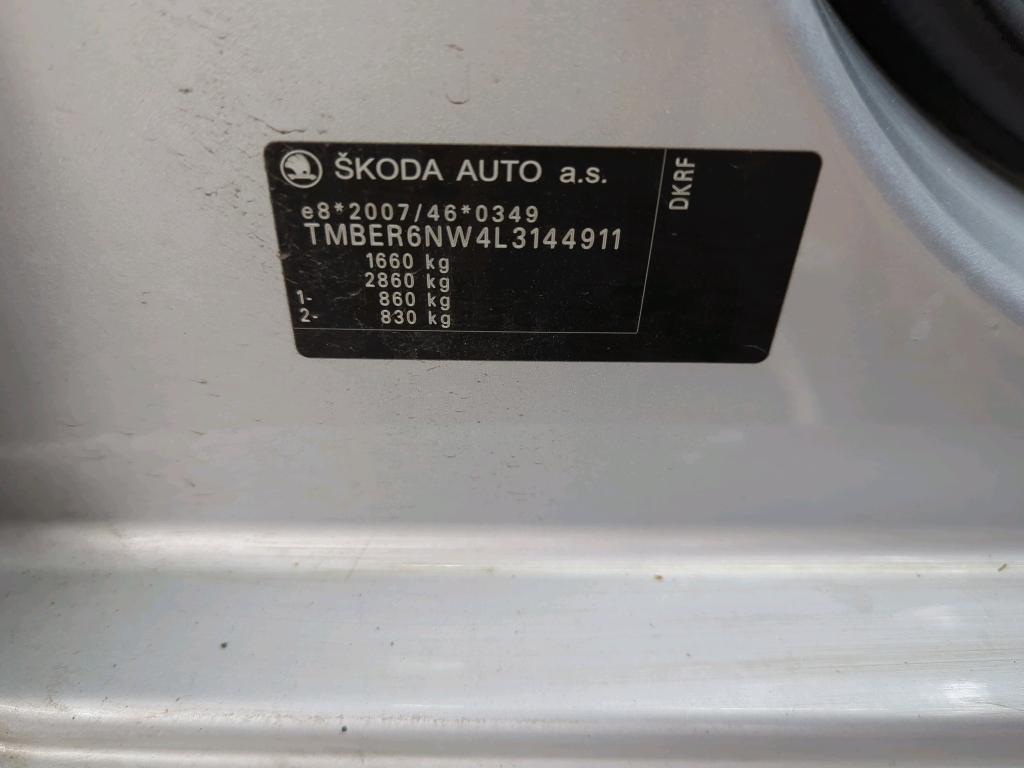 ŠKODA AUTO a.s.
e8*2007/46*0349
TMBER6NW4L3144911
1660 kg
2860 kg
1- 860 kg
2- 830 kg
DKRF